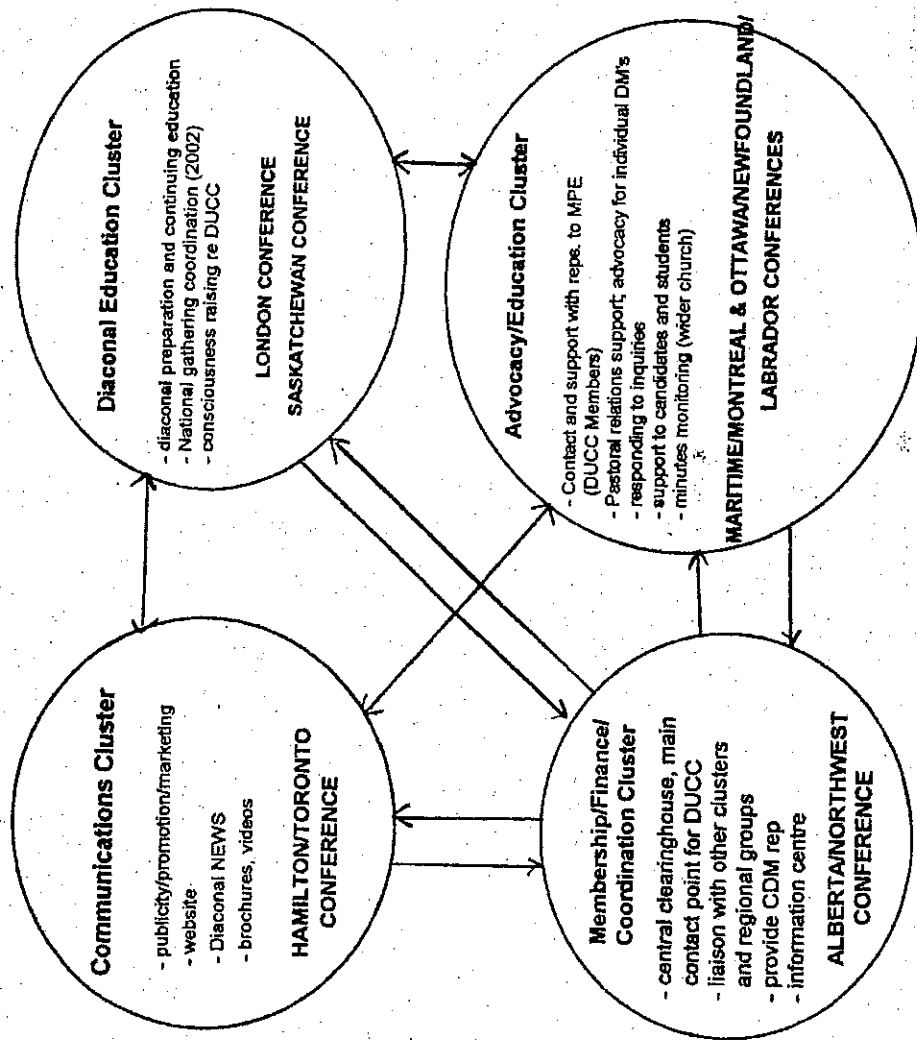 Communications Cluster
- publicity/promotion/marketing
- website
- Diaconal NEWS
- brochures, videos
HAMILTON/TORONTO
CONFERENCE
Diaconal Education Cluster
- diaconal preparation and continuing education
- National gathering coordination (2002)
- consciousness raising re DUCC
LONDON CONFERENCE
SASKATCHEWAN CONFERENCE
Membership/Finance/
Coordination Cluster
- central clearinghouse, main
contact point for DUCC
- liaison with other clusters
and regional groups
- provide CDM rep
- information centre
ALBERTA/NORTHWEST
CONFERENCE
Advocacy/Education Cluster
- Contact and support with reps. to MPE
(DUCC Members)
- Pastoral relations support; advocacy for individual DM's
- responding to inquiries
- support to candidates and students
- minutes monitoring (wider church)
MARITIME/MONTREAL & OTTAWA/NEWFOUNDLAND/
LABRADOR CONFERENCES